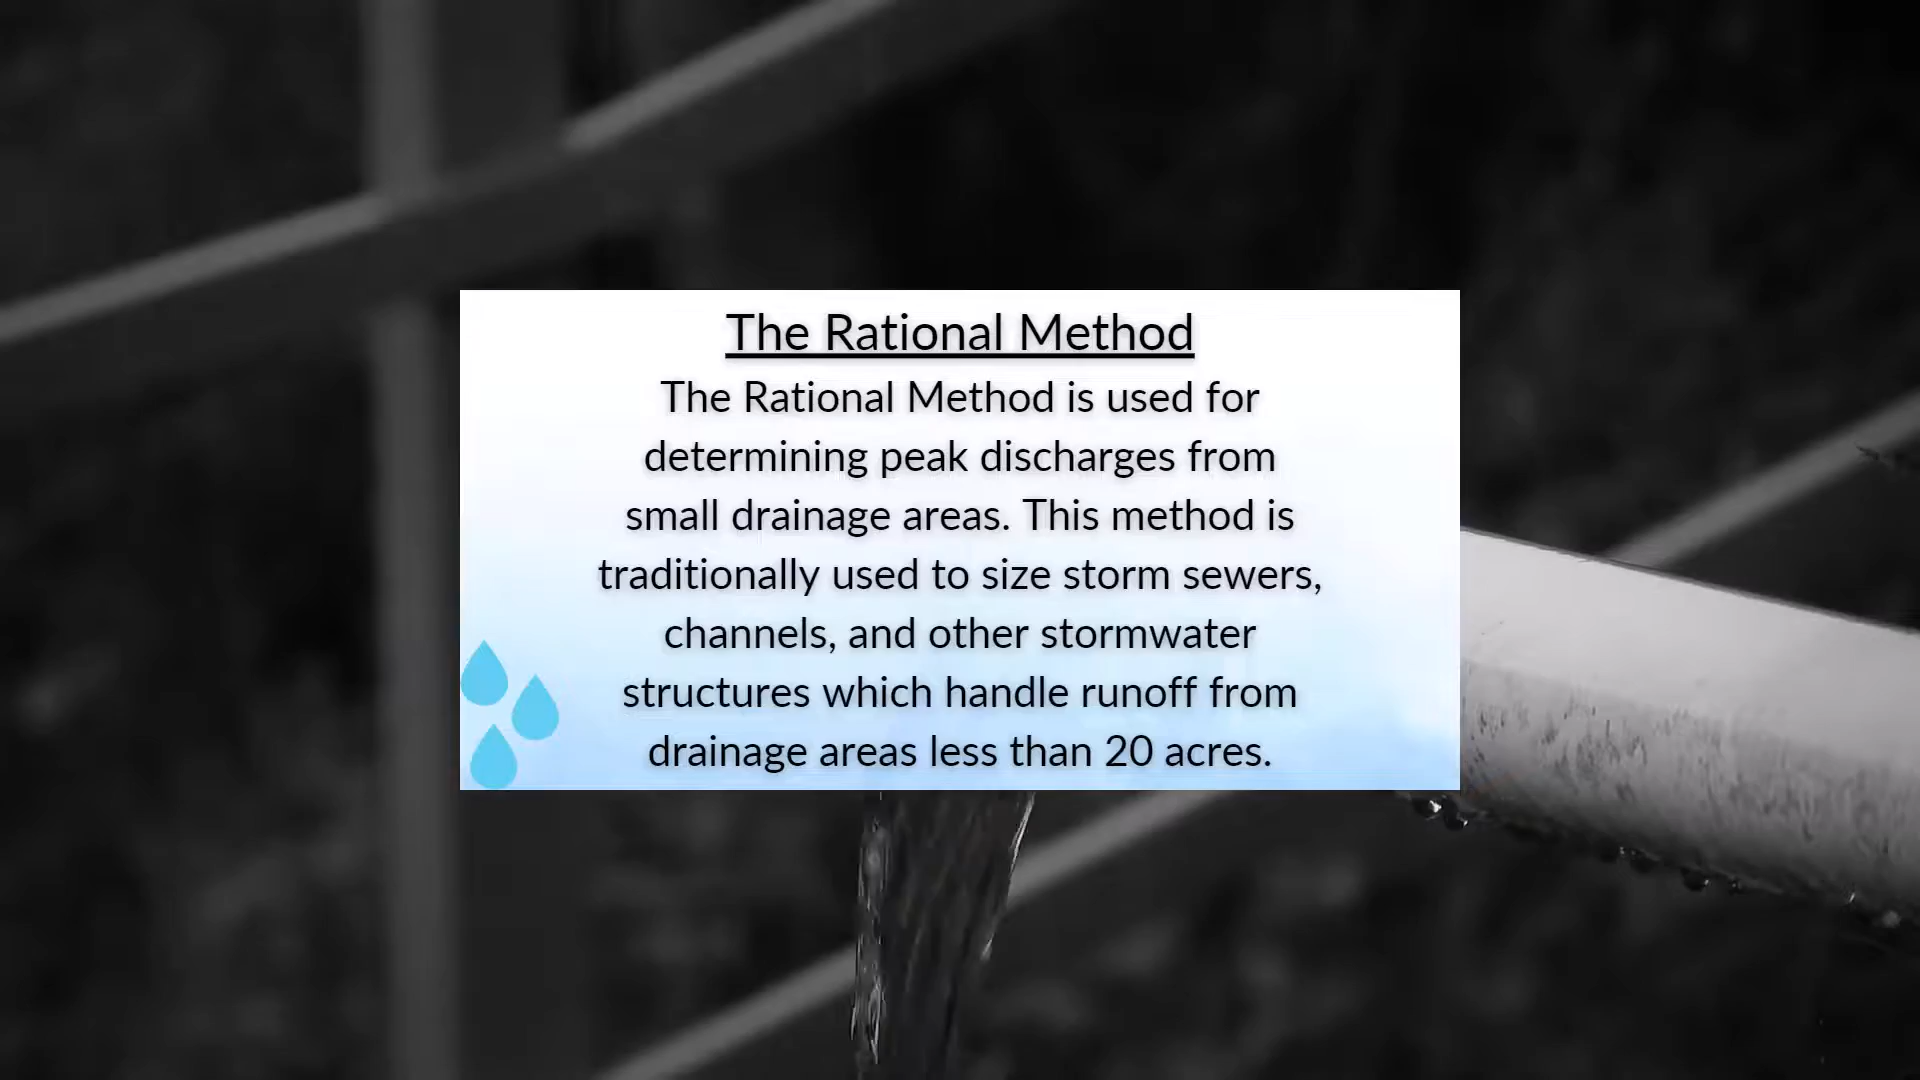 The Rational Method
The Rational Method is used for
determining peak discharges from
small drainage areas. This method is
traditionally used to size storm sewers,
channels, and other stormwater
structures which handle runoff from
drainage areas less than 20 acres.